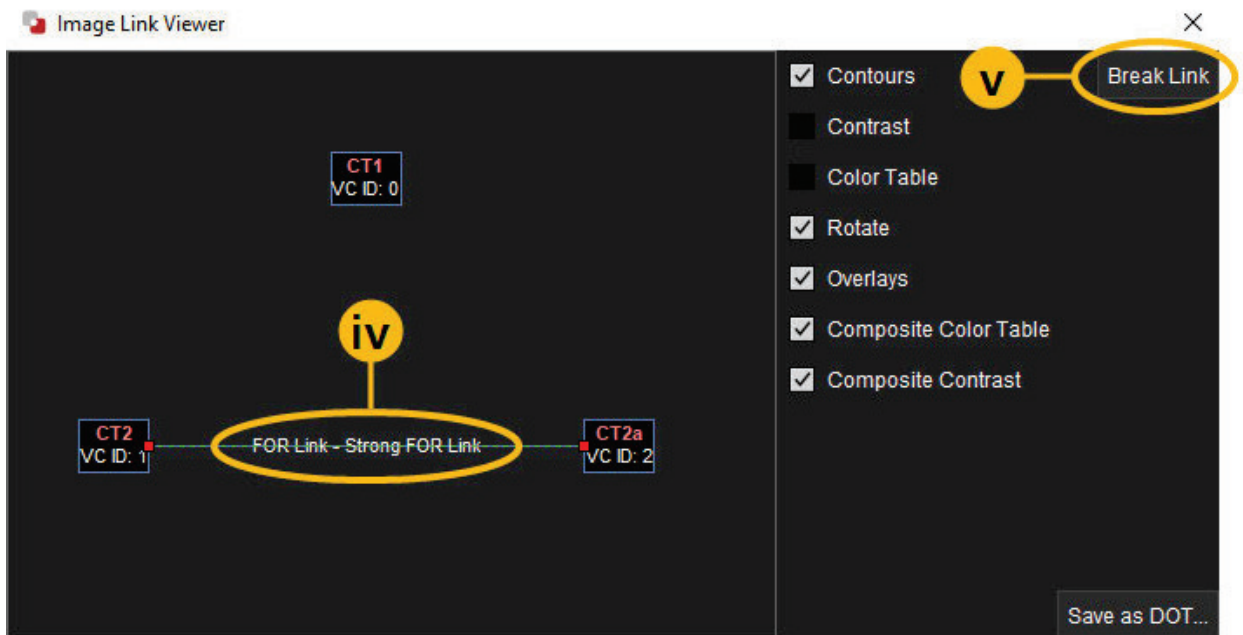 Image Link Viewer
Contours
v
Break Link
Contrast
CT1
VC ID: 0
Color Table
Rotate
Overlays
iv
Composite Color Table
Composite Contrast
CT2
VC ID: 1
FOR Link - Strong FOR Link
CT2a
VC ID: 2
Save as DOT...